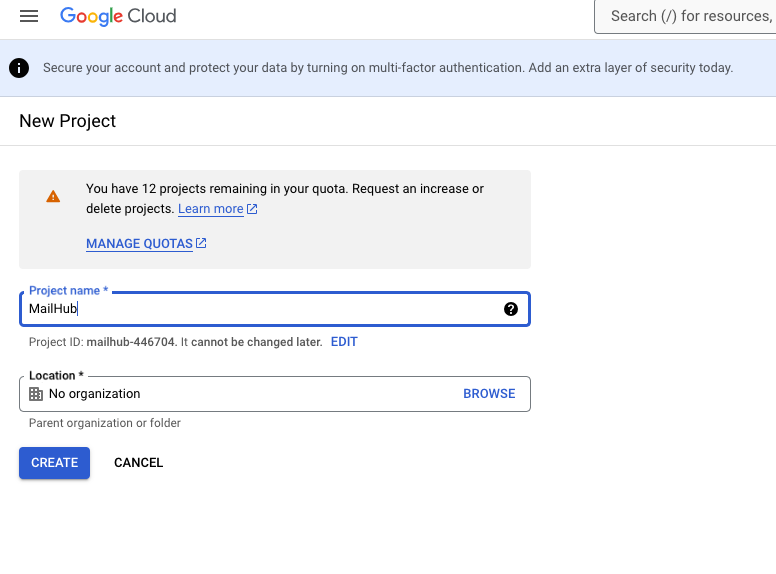 Google Cloud
Search (/) for resources,
Secure your account and protect your data by turning on multi-factor authentication. Add an extra layer of security today.
New Project
You have 12 projects remaining in your quota. Request an increase or
delete projects. Learn more
MANAGE QUOTAS
Project name *
MailHub
Project ID: mailhub-446704. It cannot be changed later. EDIT
Location *
No organization BROWSE
Parent organization or folder
CREATE CANCEL